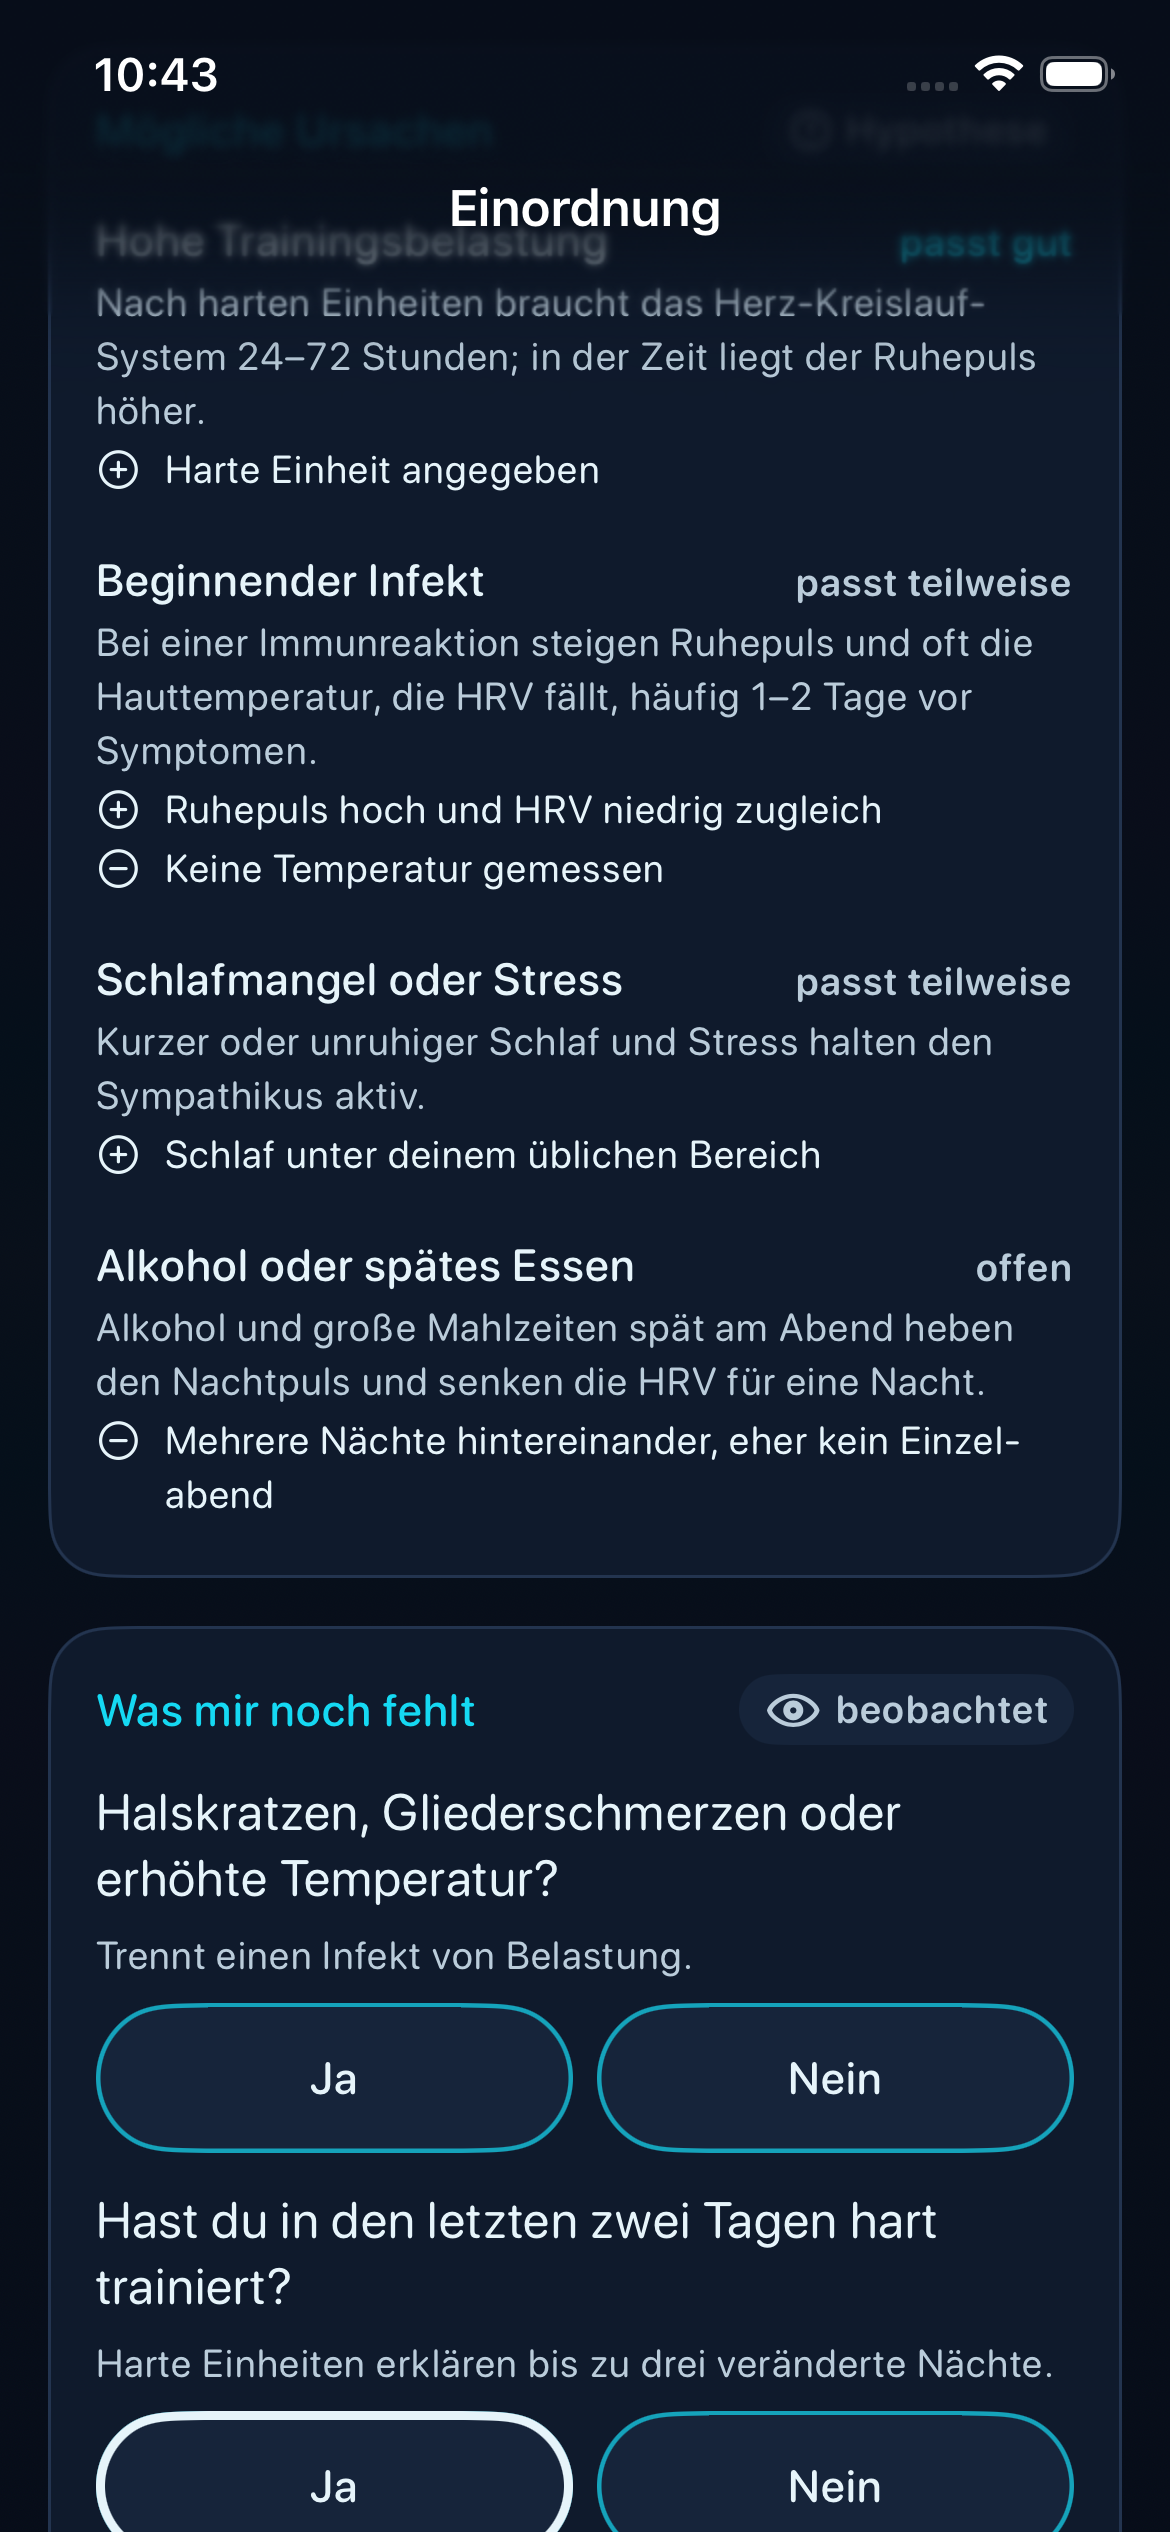 10:43
Mögliche Ursachen
Hypothese
Einordnung
Hohe Trainingsbelastung
passt gut
Nach harten Einheiten braucht das Herz-Kreislauf-
System 24–72 Stunden; in der Zeit liegt der Ruhepuls
höher.
Harte Einheit angegeben
Beginnender Infekt
passt teilweise
Bei einer Immunreaktion steigen Ruhepuls und oft die
Hauttemperatur, die HRV fällt, häufig 1–2 Tage vor
Symptomen.
Ruhepuls hoch und HRV niedrig zugleich
Keine Temperatur gemessen
Schlafmangel oder Stress
passt teilweise
Kurzer oder unruhiger Schlaf und Stress halten den
Sympathikus aktiv.
Schlaf unter deinem üblichen Bereich
Alkohol oder spätes Essen
offen
Alkohol und große Mahlzeiten spät am Abend heben
den Nachtpuls und senken die HRV für eine Nacht.
Mehrere Nächte hintereinander, eher kein Einzel-
abend
Was mir noch fehlt
beobachtet
Halskratzen, Gliederschmerzen oder
erhöhte Temperatur?
Trennt einen Infekt von Belastung.
Ja
Nein
Hast du in den letzten zwei Tagen hart
trainiert?
Harte Einheiten erklären bis zu drei veränderte Nächte.
Ja
Nein